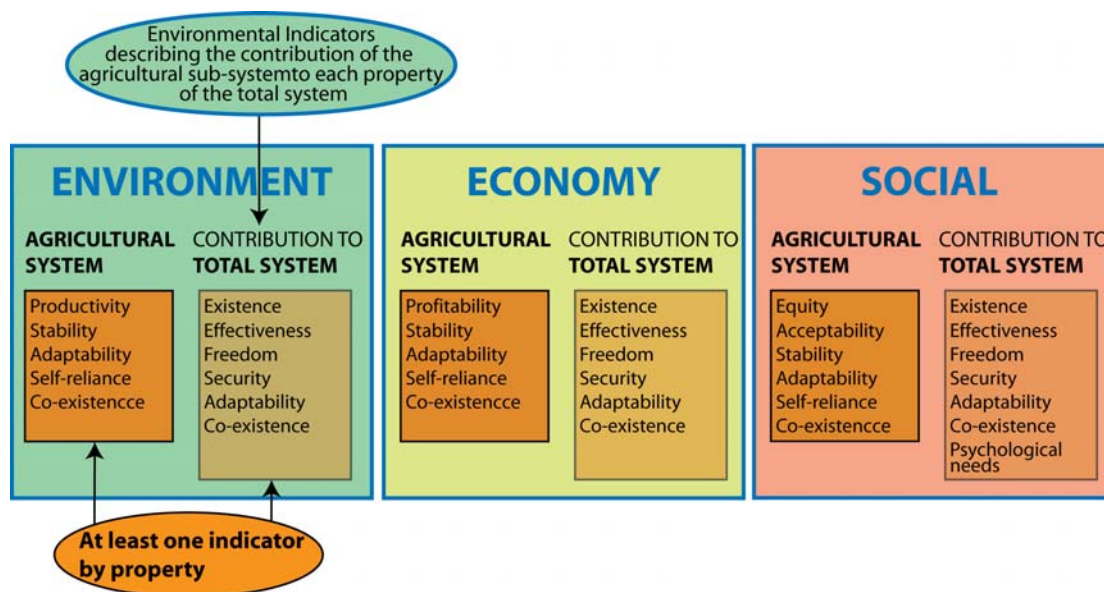 Environmental Indicators
describing the contribution of the
agricultural sub-systemto each property
of the total system
ENVIRONMENT
AGRICULTURAL
SYSTEM
CONTRIBUTION TO
TOTAL SYSTEM
Productivity
Stability
Adaptability
Self-reliance
Co-existencce
Existence
Effectiveness
Freedom
Security
Adaptability
Co-existence
ECONOMY
AGRICULTURAL
SYSTEM
CONTRIBUTION TO
TOTAL SYSTEM
Profitability
Stability
Adaptability
Self-reliance
Co-existencce
Existence
Effectiveness
Freedom
Security
Adaptability
Co-existence
SOCIAL
AGRICULTURAL
SYSTEM
CONTRIBUTION TO
TOTAL SYSTEM
Equity
Acceptability
Stability
Adaptability
Self-reliance
Co-existencce
Existence
Effectiveness
Freedom
Security
Adaptability
Co-existence
Psychological
needs
At least one indicator
by property